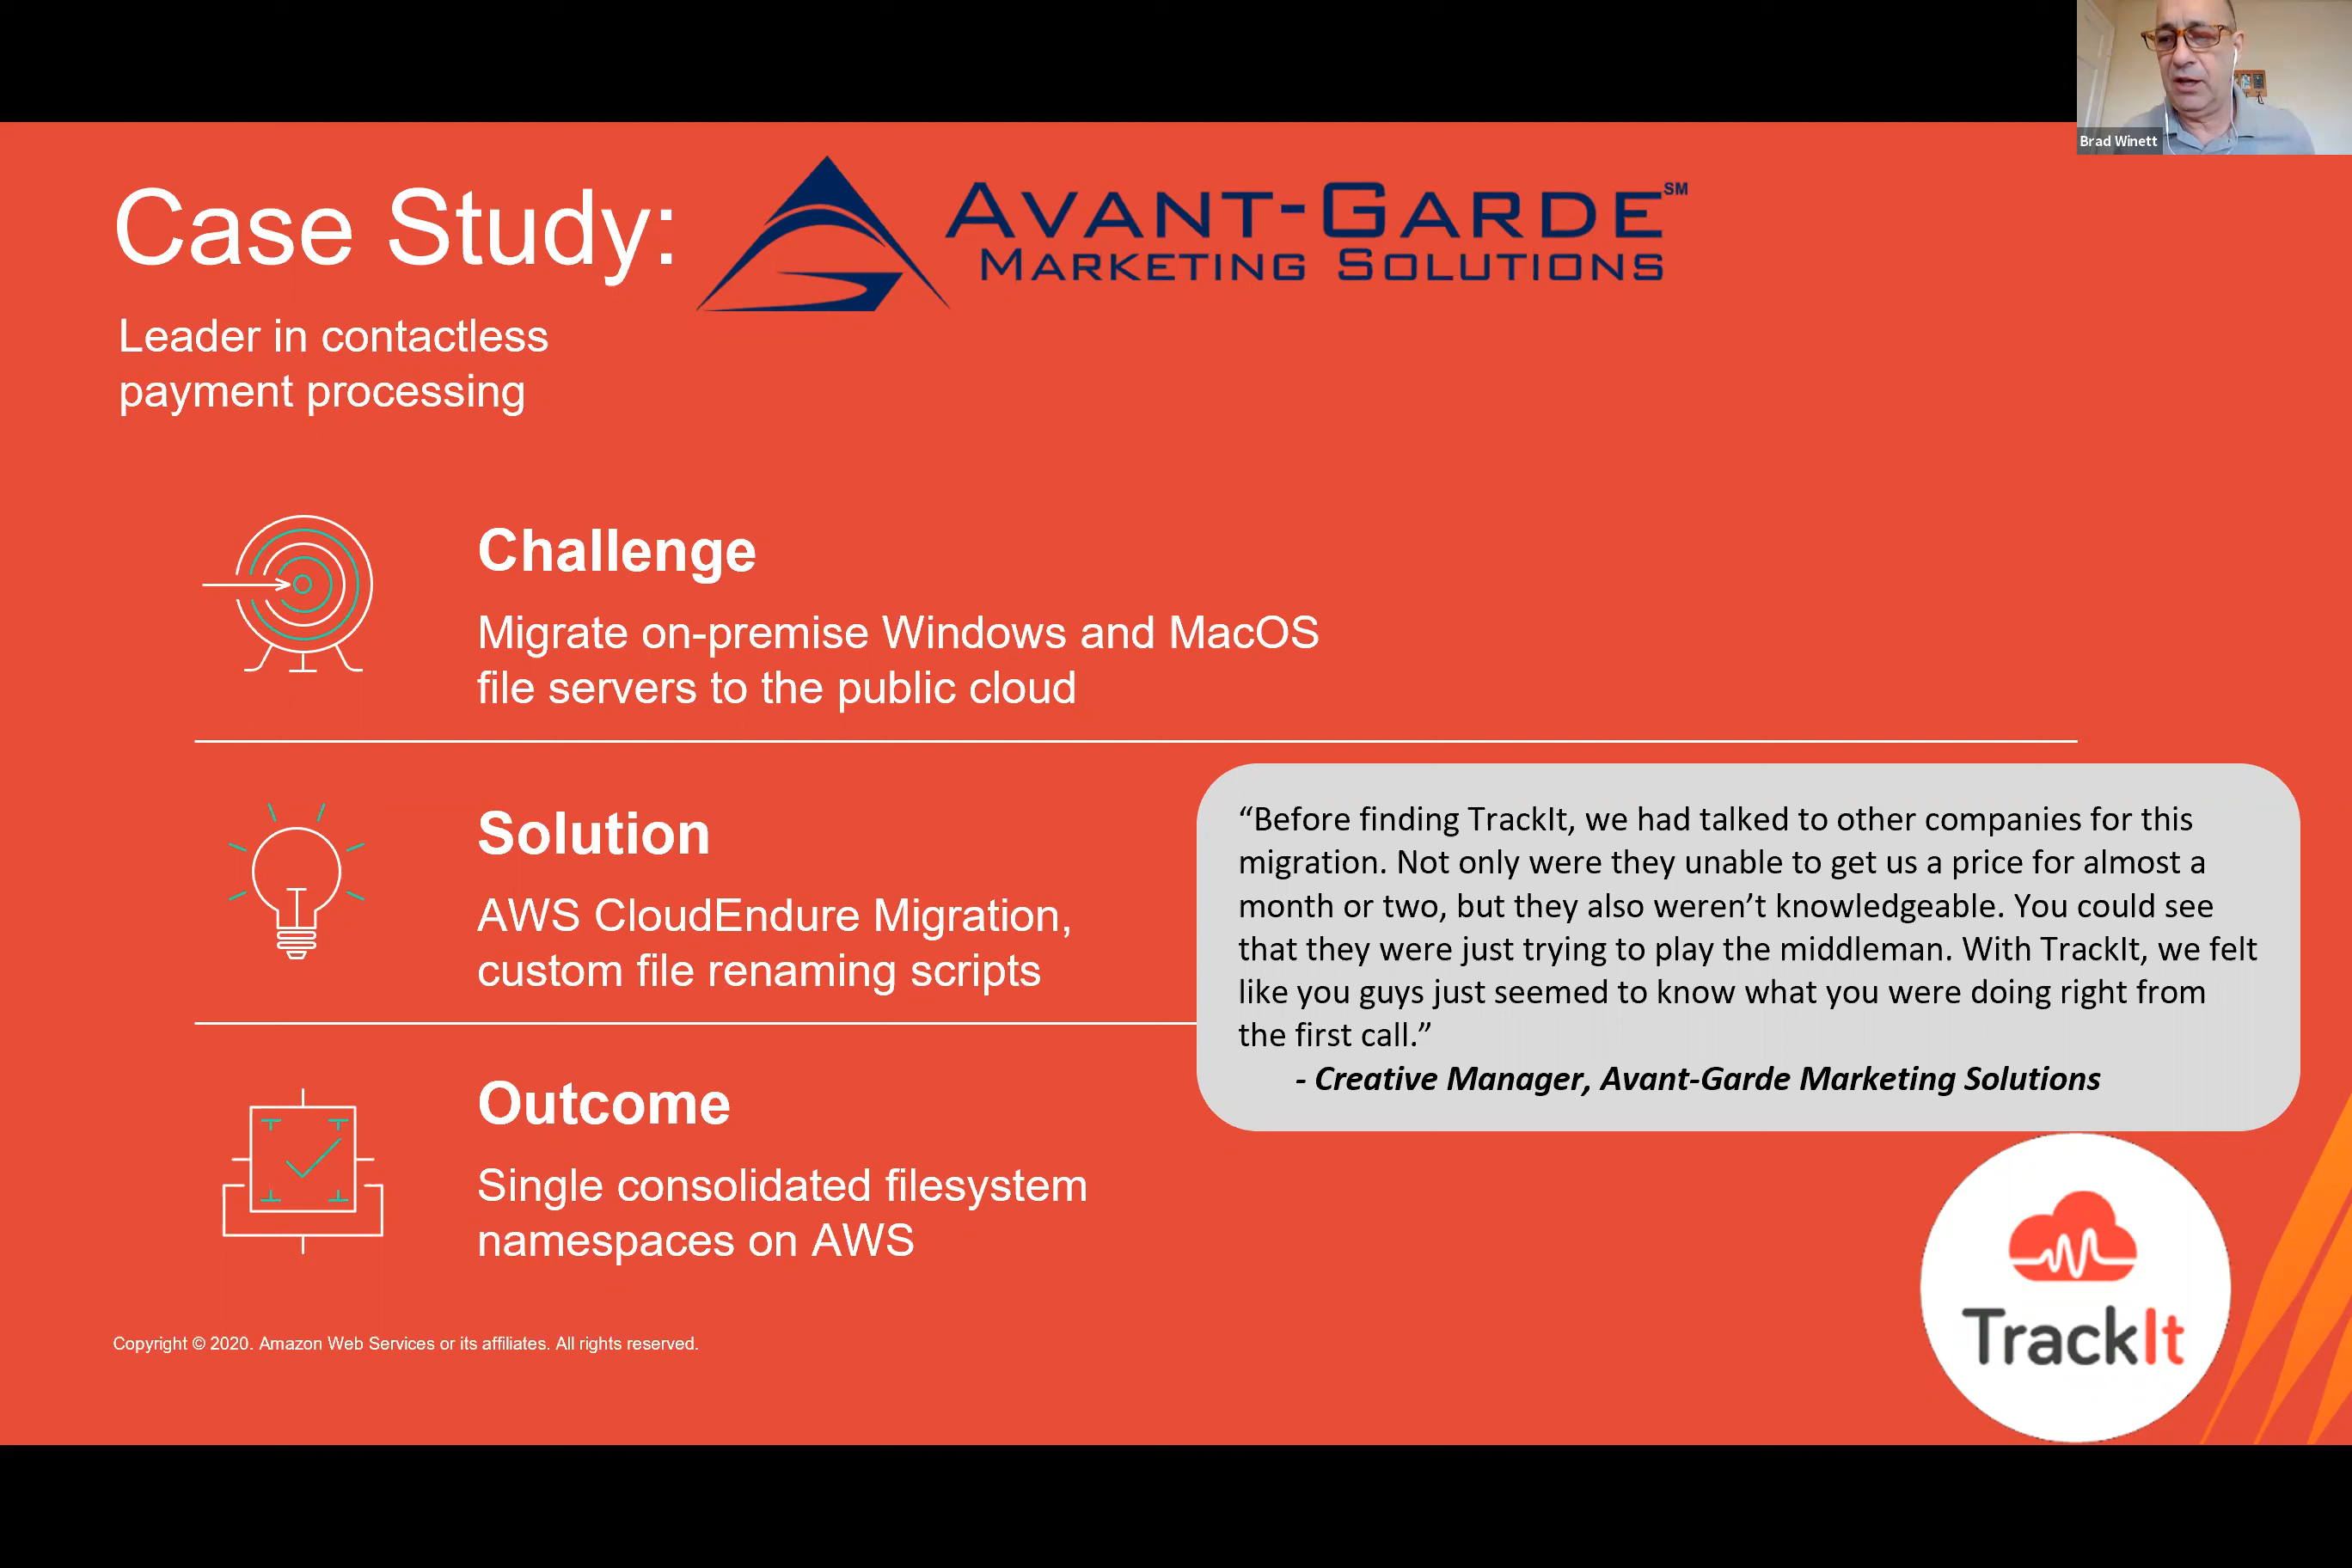 Brad Winett
Case Study:
AVANT-GARDE℠
MARKETING SOLUTIONS
Leader in contactless
payment processing
Challenge
Migrate on-premise Windows and MacOS
file servers to the public cloud
Solution
AWS CloudEndure Migration,
custom file renaming scripts
“Before finding TrackIt, we had talked to other companies for this
migration. Not only were they unable to get us a price for almost a
month or two, but they also weren’t knowledgeable. You could see
that they were just trying to play the middleman. With TrackIt, we felt
like you guys just seemed to know what you were doing right from
the first call.”
- Creative Manager, Avant-Garde Marketing Solutions
Outcome
Single consolidated filesystem
namespaces on AWS
TrackIt
Copyright © 2020. Amazon Web Services or its affiliates. All rights reserved.